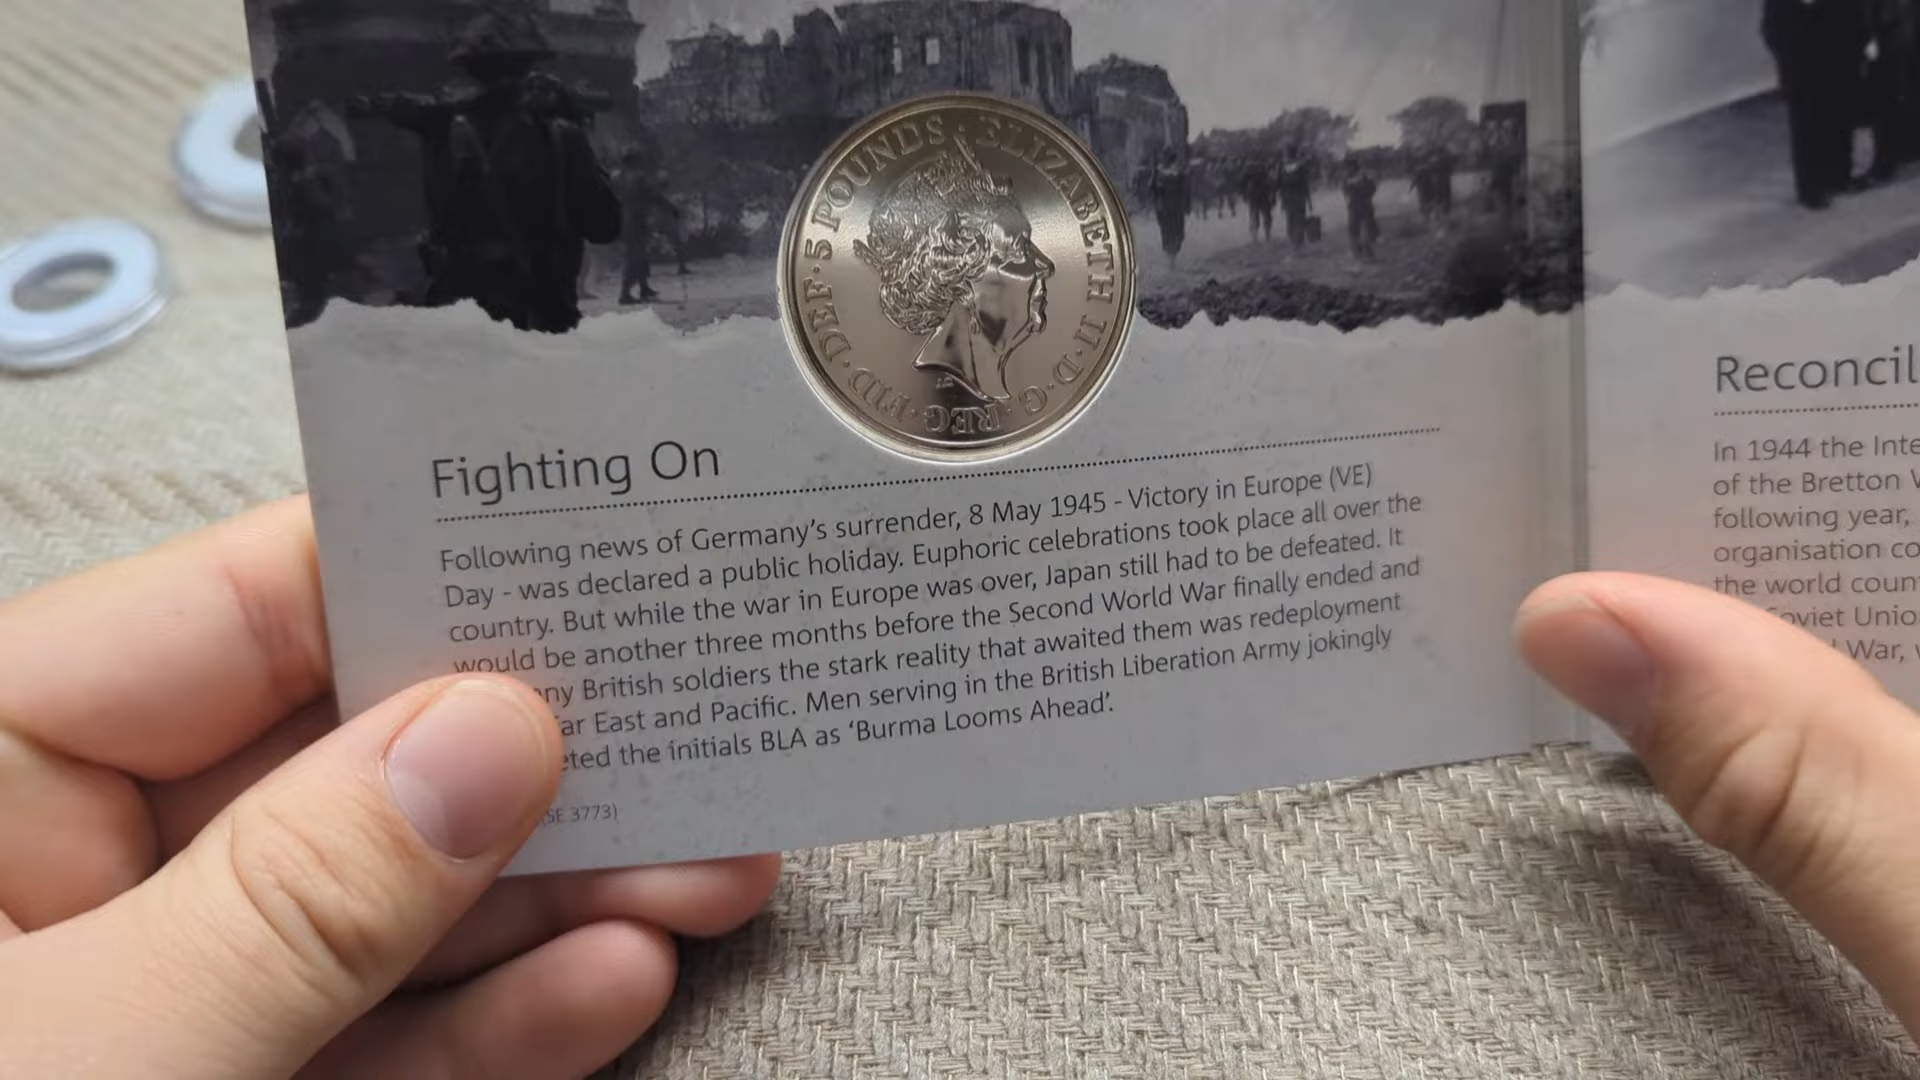 5 POUNDS · ELIZABETH II · D · G · REG · FID · DEF ·
Fighting On
Following news of Germany's surrender, 8 May 1945 - Victory in Europe (VE)
Day - was declared a public holiday. Euphoric celebrations took place all over the
country. But while the war in Europe was over, Japan still had to be defeated. It
would be another three months before the Second World War finally ended and
British soldiers the stark reality that awaited them was redeployment
East and Pacific. Men serving in the British Liberation Army jokingly
the initials BLA as 'Burma Looms Ahead'.
3773)
Reconcil
In 1944 the Inte
of the Bretton W
following year,
organisation co
the world coun
oviet Unio
War,